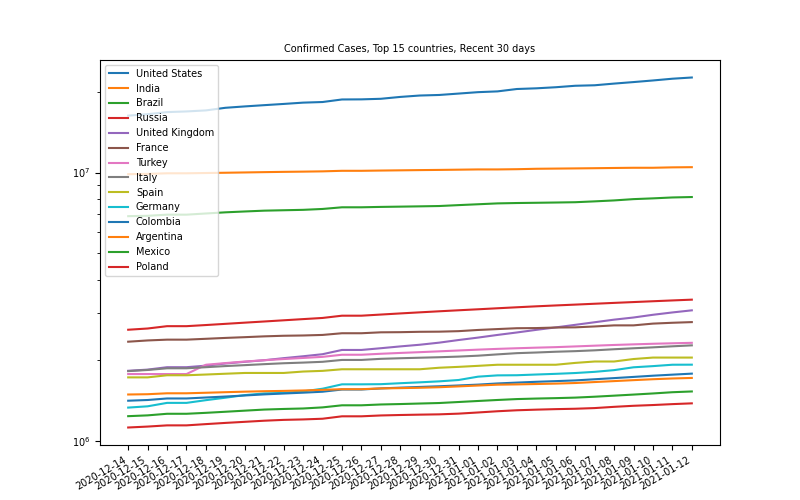 Confirmed Cases, Top 15 countries, Recent 30 days
United States
India
Brazil
Russia
United Kingdom
France
Turkey
Italy
Spain
Germany
Colombia
Argentina
Mexico
Poland
10⁷
10⁶
2020-12-14
2020-12-15
2020-12-16
2020-12-17
2020-12-18
2020-12-19
2020-12-20
2020-12-21
2020-12-22
2020-12-23
2020-12-24
2020-12-25
2020-12-26
2020-12-27
2020-12-28
2020-12-29
2020-12-30
2020-12-31
2021-01-01
2021-01-02
2021-01-03
2021-01-04
2021-01-05
2021-01-06
2021-01-07
2021-01-08
2021-01-09
2021-01-10
2021-01-11
2021-01-12